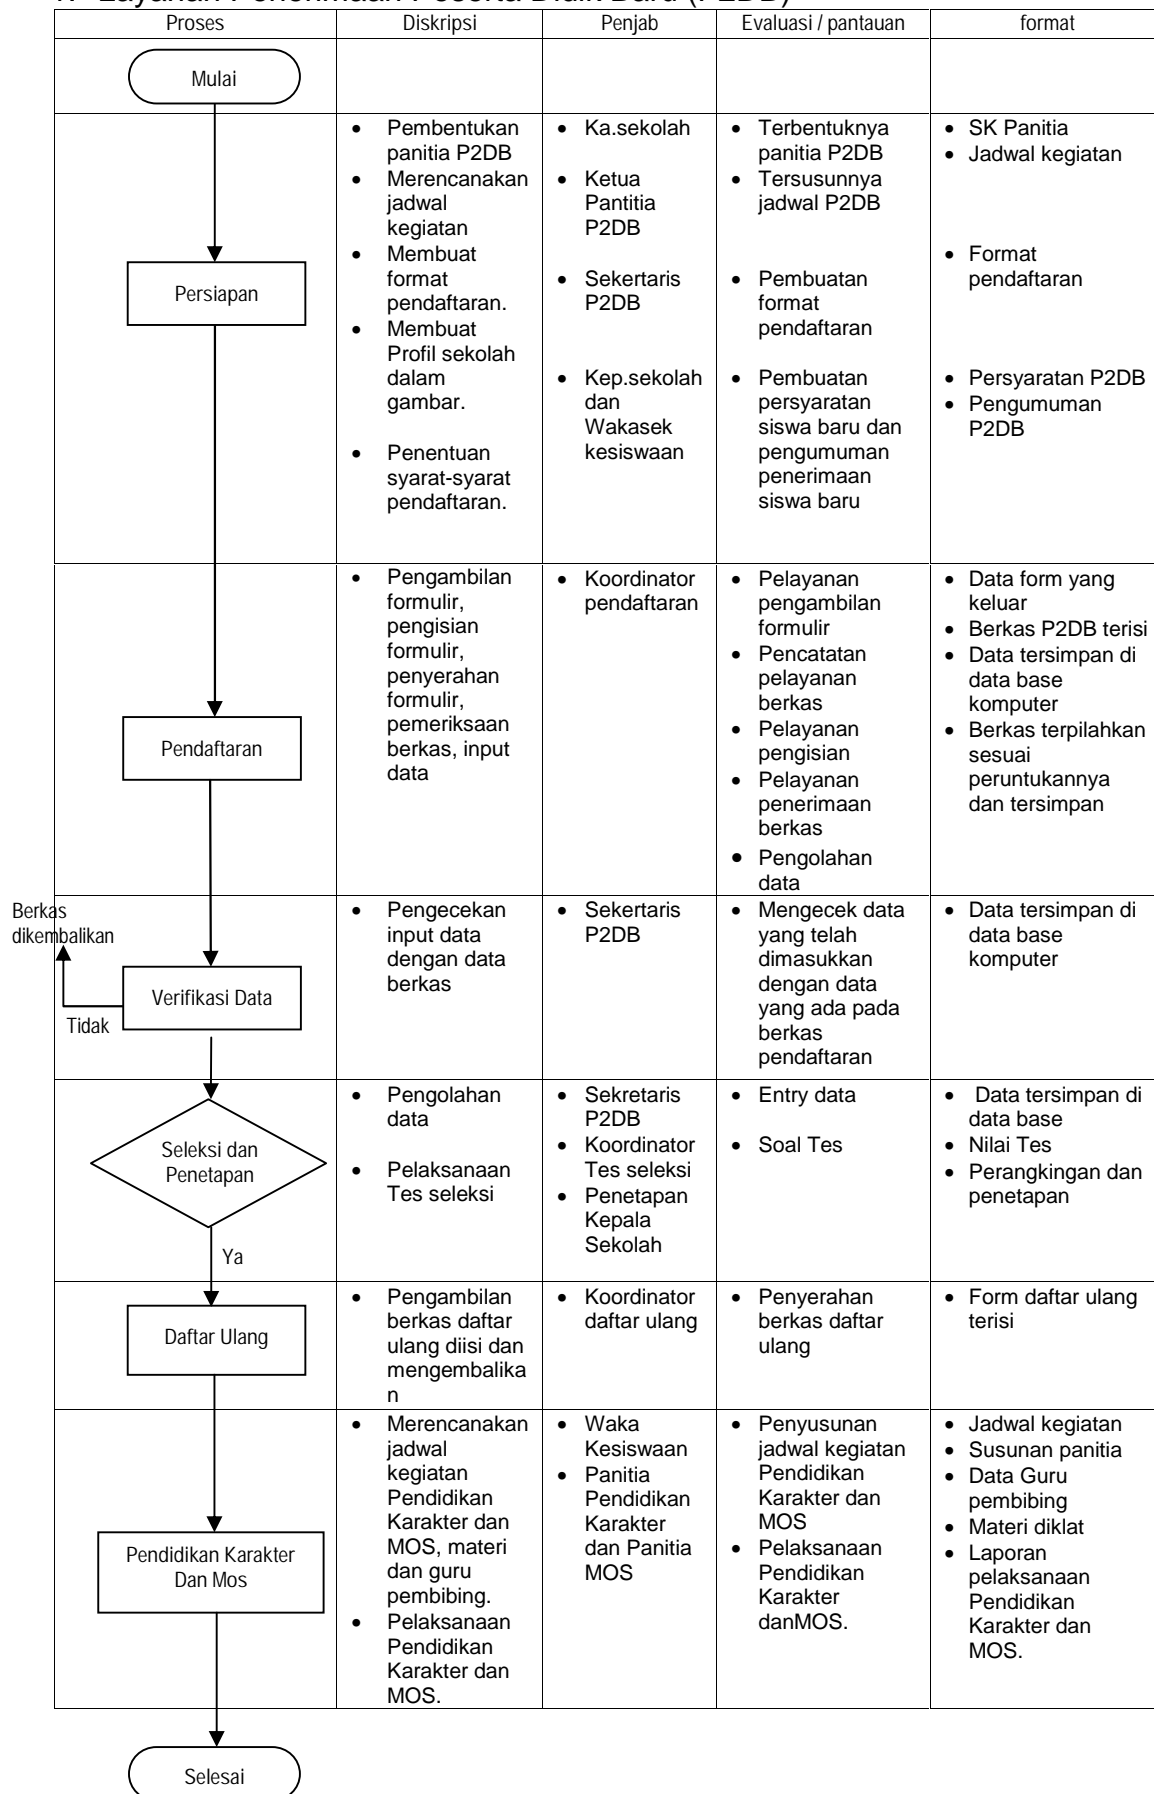 Layanan Penerimaan Peserta Didik Baru (P2DB)
Proses
Diskripsi
Penjab
Evaluasi / pantauan
format
Mulai
Persiapan
• Pembentukan
panitia P2DB
• Merencanakan
jadwal
kegiatan
• Membuat
format
pendaftaran.
• Membuat
Profil sekolah
dalam
gambar.
• Penentuan
syarat-syarat
pendaftaran.
• Ka.sekolah
• Ketua
Pantitia
P2DB
• Sekertaris
P2DB
• Kep.sekolah
dan
Wakasek
kesiswaan
• Terbentuknya
panitia P2DB
• Tersusunnya
jadwal P2DB
• Pembuatan
format
pendaftaran
• Pembuatan
persyaratan
siswa baru dan
pengumuman
penerimaan
siswa baru
• SK Panitia
• Jadwal kegiatan
• Format
pendaftaran
• Persyaratan P2DB
• Pengumuman
P2DB
Pendaftaran
• Pengambilan
formulir,
pengisian
formulir,
penyerahan
formulir,
pemeriksaan
berkas, input
data
• Koordinator
pendaftaran
• Pelayanan
pengambilan
formulir
• Pencatatan
pelayanan
berkas
• Pelayanan
pengisian
• Pelayanan
penerimaan
berkas
• Pengolahan
data
• Data form yang
keluar
• Berkas P2DB terisi
• Data tersimpan di
data base
komputer
• Berkas terpilahkan
sesuai
peruntukannya
dan tersimpan
Berkas
dikembalikan
Verifikasi Data
Tidak
• Pengecekan
input data
dengan data
berkas
• Sekertaris
P2DB
• Mengecek data
yang telah
dimasukkan
dengan data
yang ada pada
berkas
pendaftaran
• Data tersimpan di
data base
komputer
Seleksi dan
Penetapan
Ya
• Pengolahan
data
• Pelaksanaan
Tes seleksi
• Sekretaris
P2DB
• Koordinator
Tes seleksi
• Penetapan
Kepala
Sekolah
• Entry data
• Soal Tes
• Data tersimpan di
data base
• Nilai Tes
• Perangkingan dan
penetapan
Daftar Ulang
• Pengambilan
berkas daftar
ulang diisi dan
mengembalika
n
• Koordinator
daftar ulang
• Penyerahan
berkas daftar
ulang
• Form daftar ulang
terisi
Pendidikan Karakter
Dan Mos
• Merencanakan
jadwal
kegiatan
Pendidikan
Karakter dan
MOS, materi
dan guru
pembibing.
• Pelaksanaan
Pendidikan
Karakter dan
MOS.
• Waka
Kesiswaan
• Panitia
Pendidikan
Karakter
dan Panitia
MOS
• Penyusunan
jadwal kegiatan
Pendidikan
Karakter dan
MOS
• Pelaksanaan
Pendidikan
Karakter
danMOS.
• Jadwal kegiatan
• Susunan panitia
• Data Guru
pembibing
• Materi diklat
• Laporan
pelaksanaan
Pendidikan
Karakter dan
MOS.
Selesai